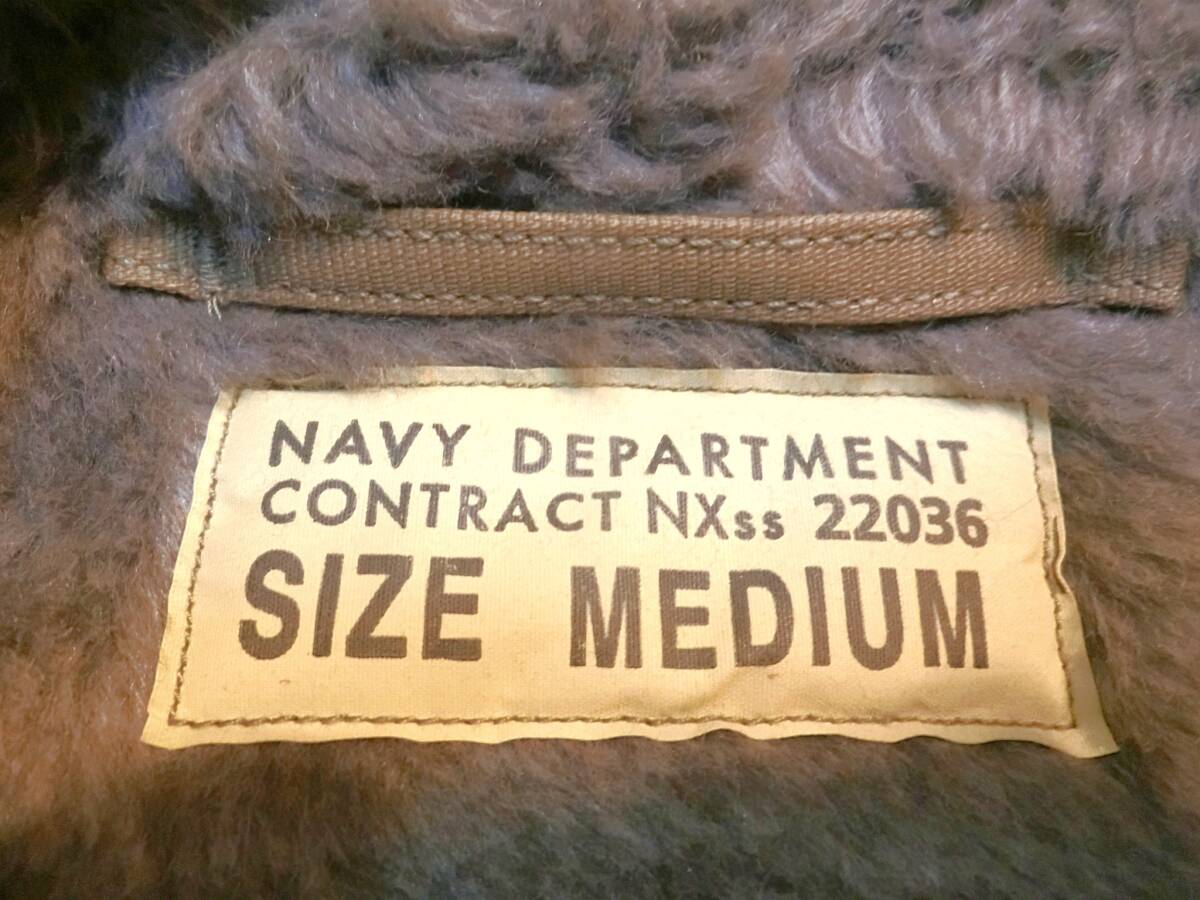 NAVY DEPARTMENT
CONTRACT NXss 22036
SIZE MEDIUM